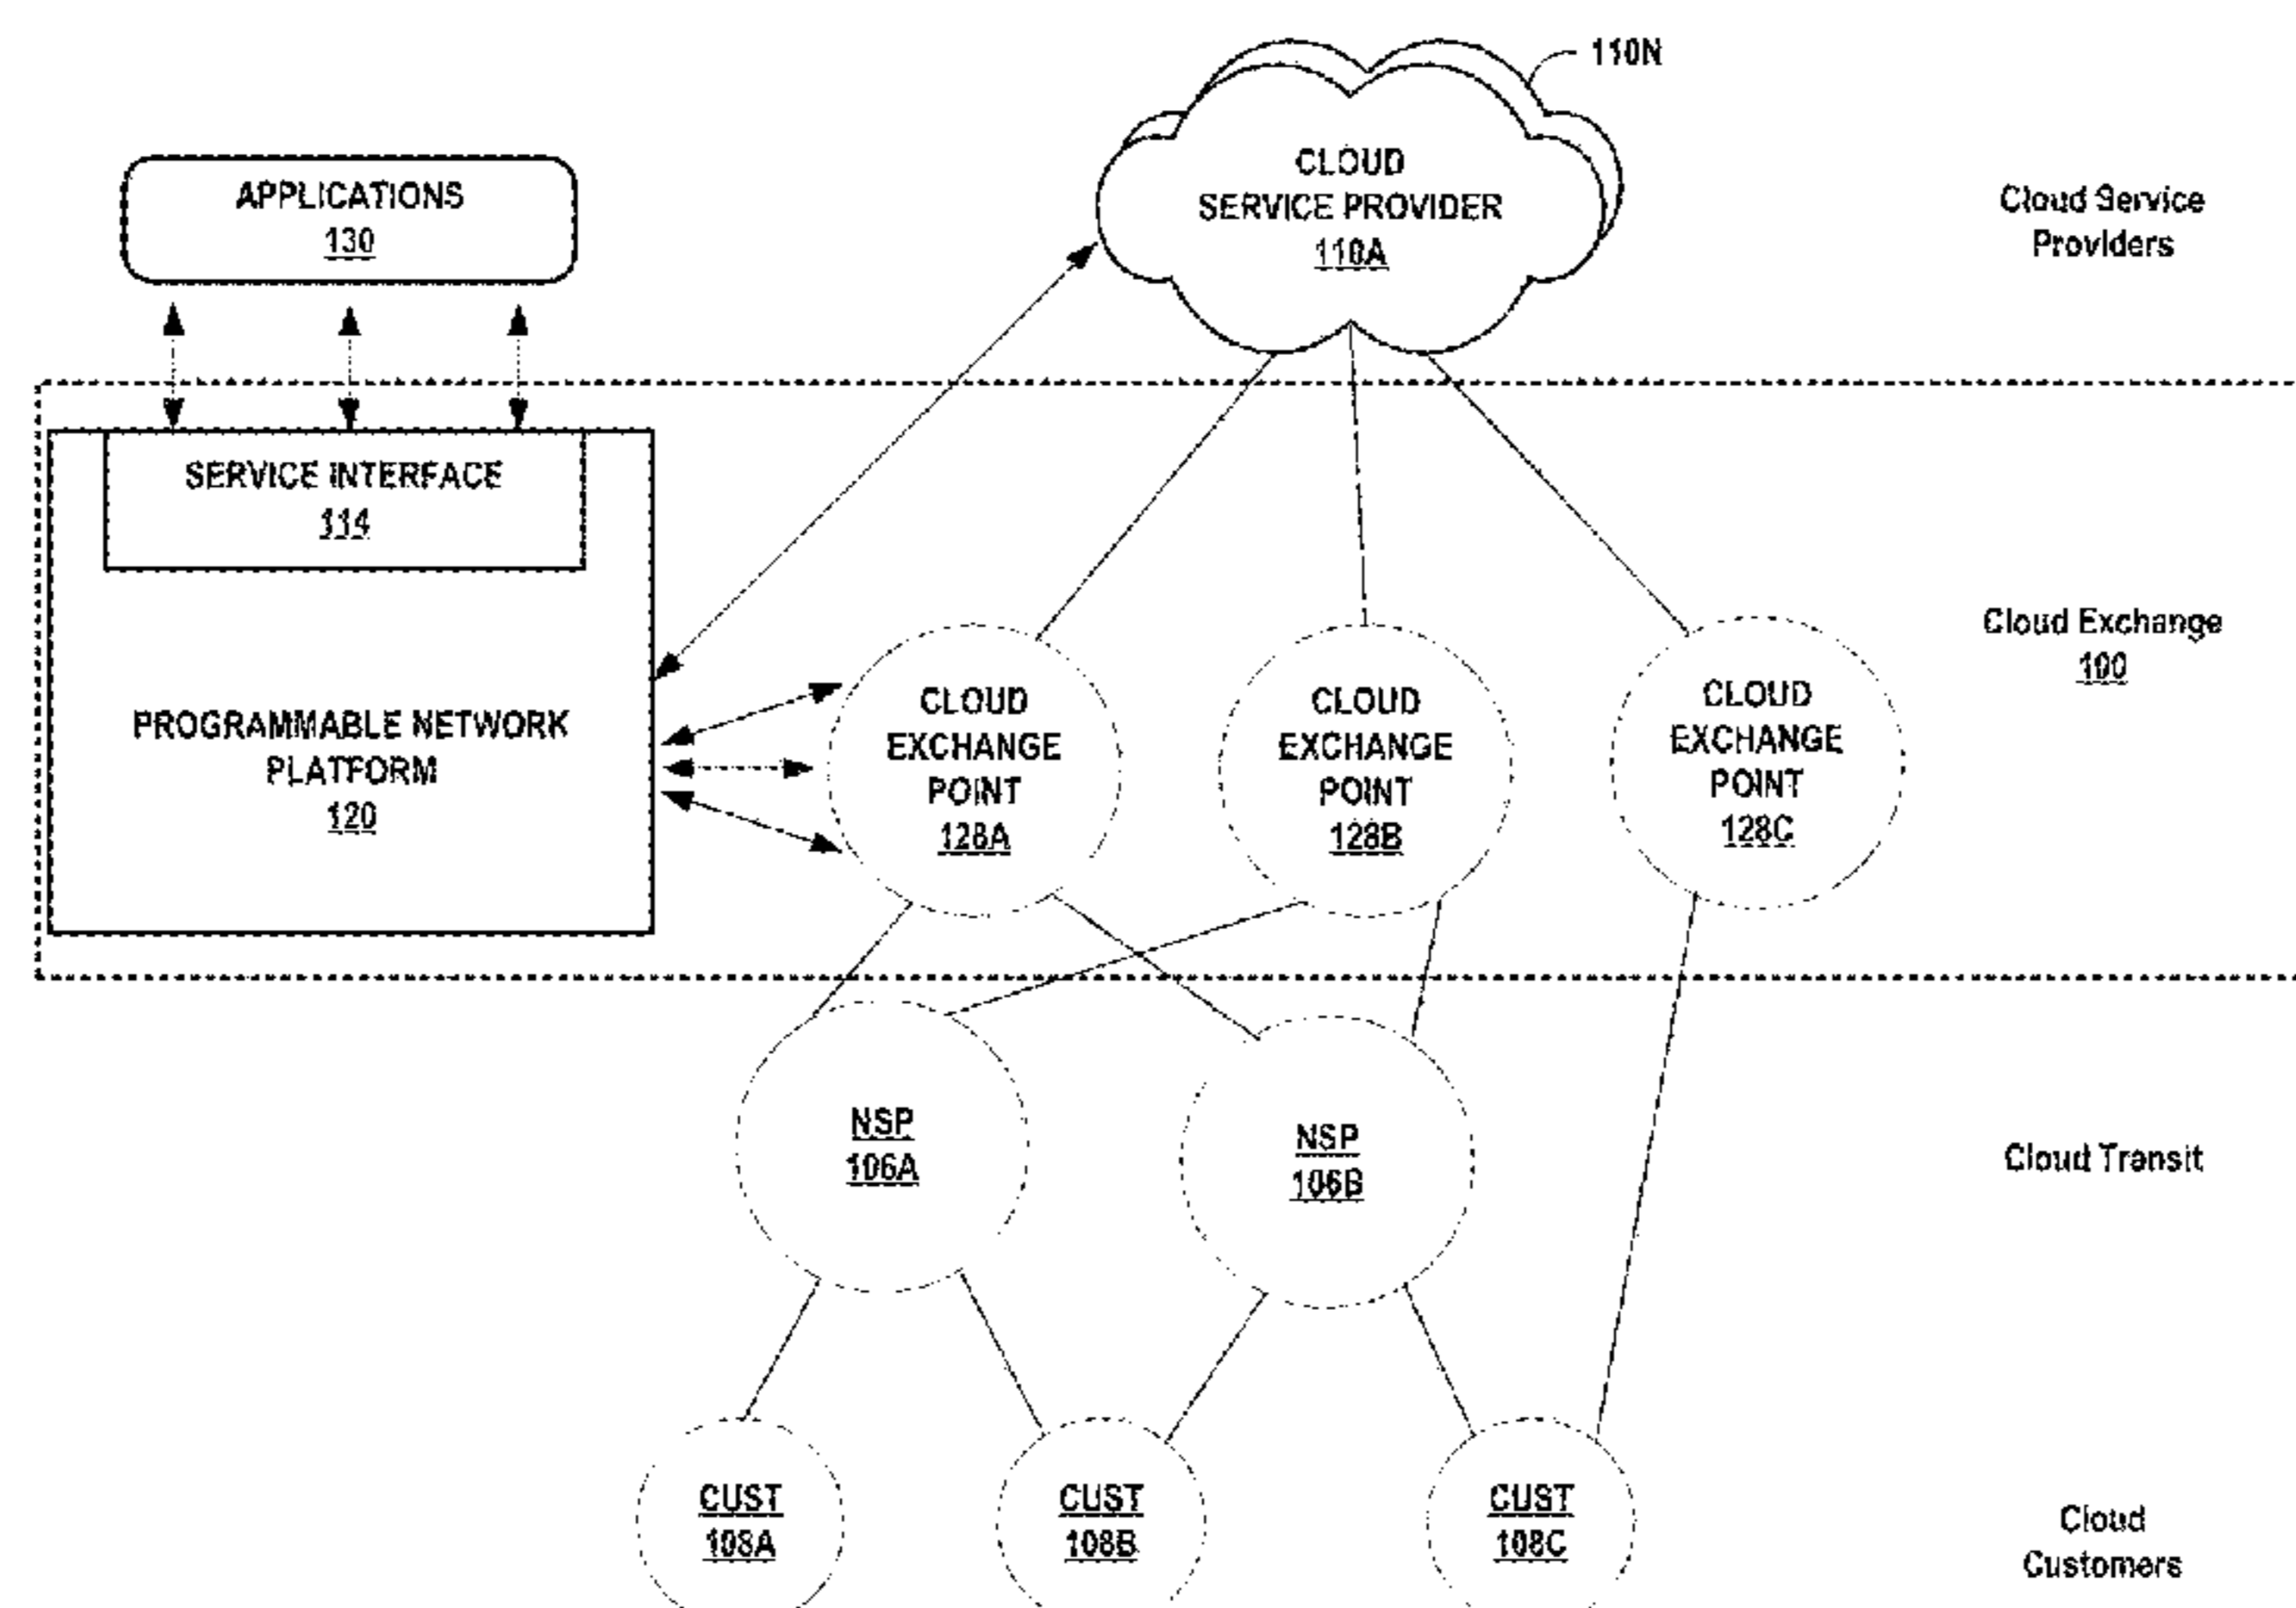 110N
CLOUD
SERVICE PROVIDER
110A
Cloud Service
Providers
APPLICATIONS
130
SERVICE INTERFACE
114
PROGRAMMABLE NETWORK
PLATFORM
120
CLOUD
EXCHANGE
POINT
128A
CLOUD
EXCHANGE
POINT
128B
CLOUD
EXCHANGE
POINT
128C
Cloud Exchange
100
NSP
106A
NSP
106B
Cloud Transit
CUST
108A
CUST
108B
CUST
108C
Cloud
Customers